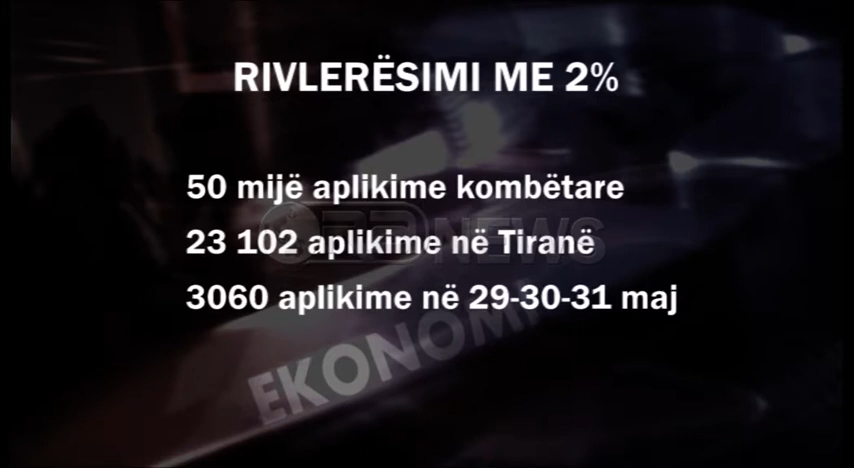 RIVLERËSIMI ME 2%
50 mijë aplikime kombëtare
23 102 aplikime në Tiranë
3060 aplikime në 29-30-31 maj
NEWS